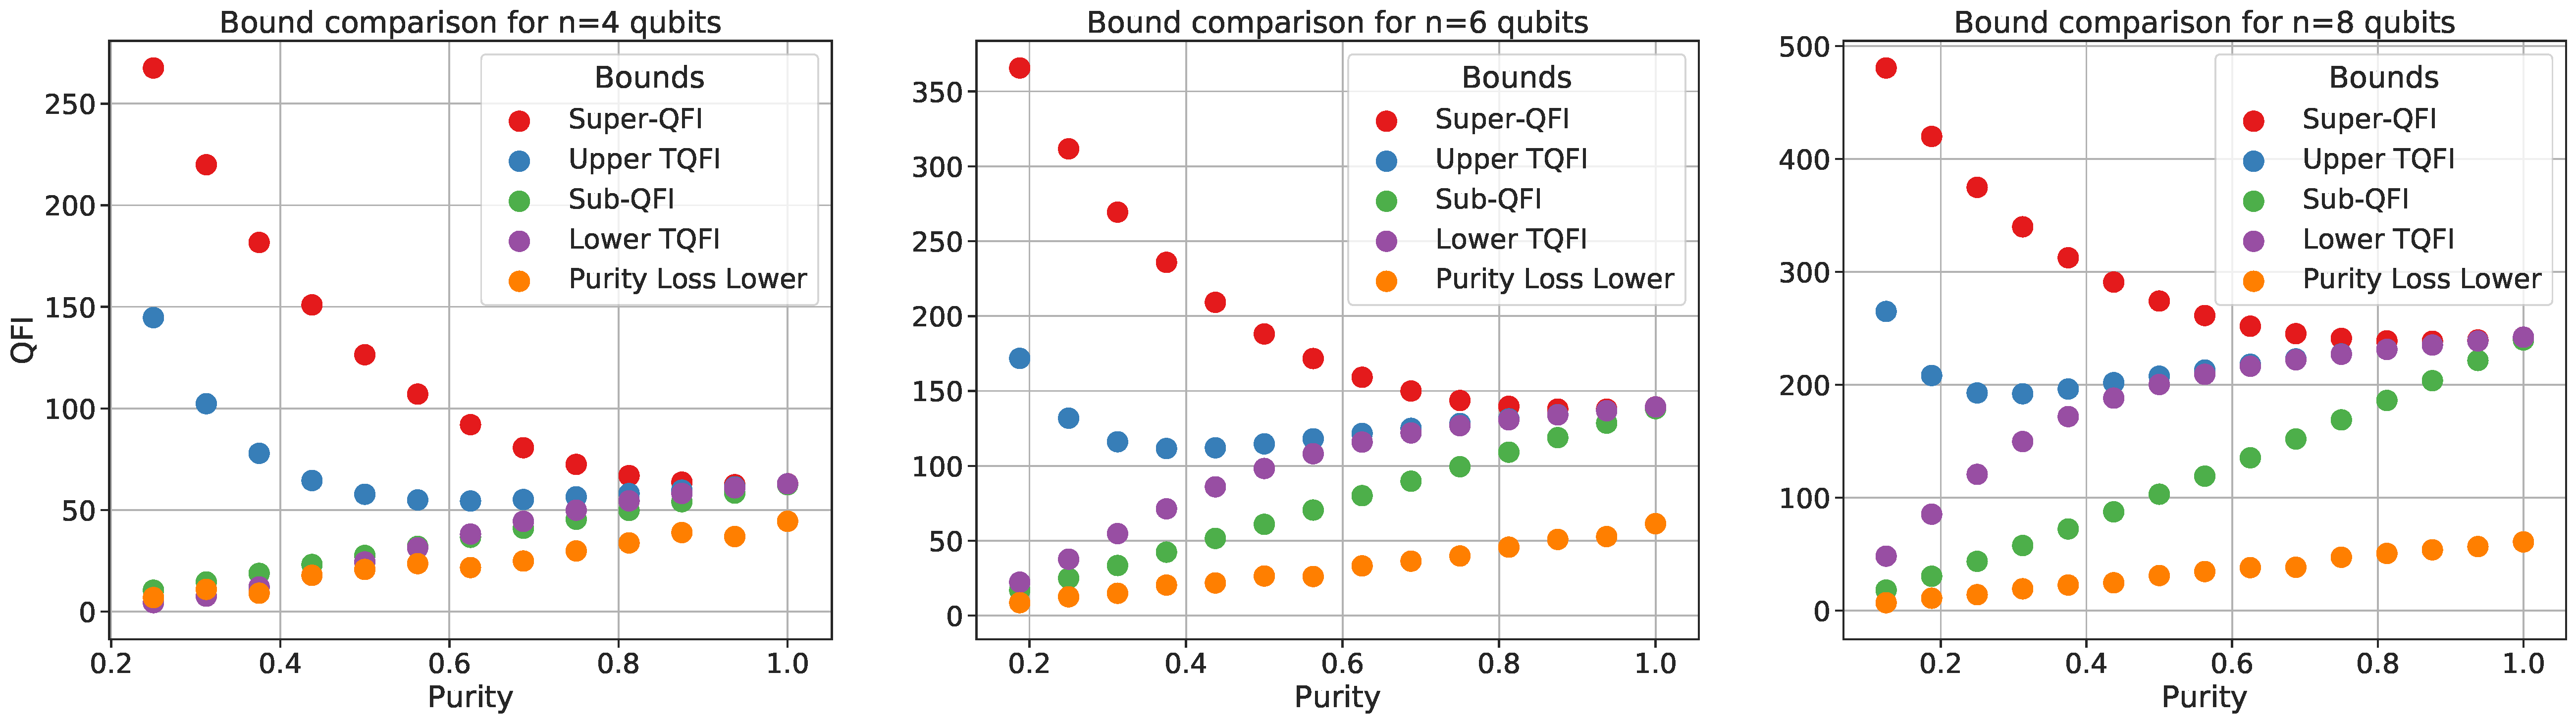 Bound comparison for n=4 qubits
QFI
250
200
150
100
50
0
0.2
0.4
0.6
0.8
1.0
Purity
Bounds
Super-QFI
Upper TQFI
Sub-QFI
Lower TQFI
Purity Loss Lower
Bound comparison for n=6 qubits
350
300
250
200
150
100
50
0
0.2
0.4
0.6
0.8
1.0
Purity
Bounds
Super-QFI
Upper TQFI
Sub-QFI
Lower TQFI
Purity Loss Lower
Bound comparison for n=8 qubits
500
400
300
200
100
0
0.2
0.4
0.6
0.8
1.0
Purity
Bounds
Super-QFI
Upper TQFI
Sub-QFI
Lower TQFI
Purity Loss Lower